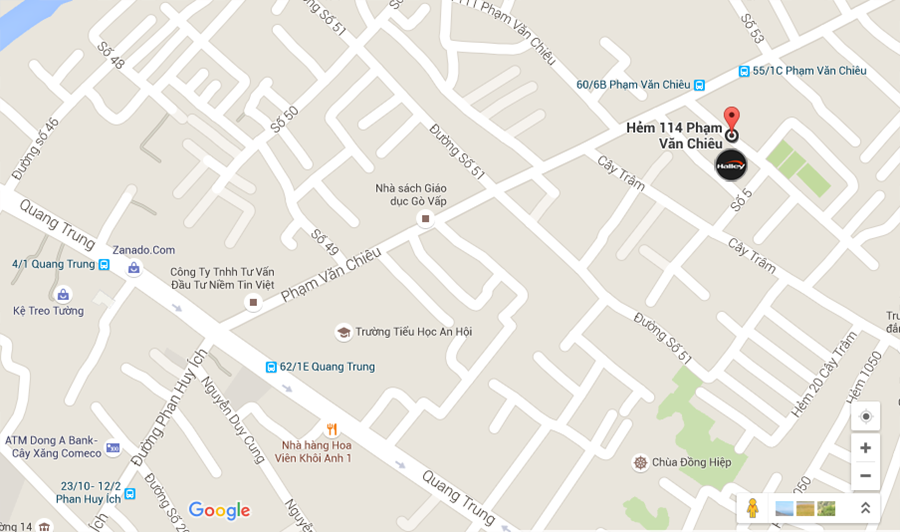 Đường Số 51
111 Phạm Văn Chiêu
Số 53
Số 48
60/6B Phạm Văn Chiêu
55/1C Phạm Văn Chiêu
Số 50
Đường số 46
Hẻm 114 Phạm
Văn Chiêu
Halley
Đường Số 51
Cây Trâm
Nhà sách Giáo
dục Gò Vấp
Số 5
Quang Trung
Số 49
Cây Trâm
Zanado.Com
4/1 Quang Trung
Phạm Văn Chiêu
Công Ty Tnhh Tư Vấn
Đầu Tư Niềm Tin Việt
Kệ Treo Tường
Trường Tiểu Học An Hội
Đường Số 51
62/1E Quang Trung
Hẻm 20 Cây Trâm
Hẻm 1050
Đường Phan Huy Ích
Nguyễn Duy Cung
ATM Dong A Bank-
Cây Xăng Comeco
Nhà hàng Hoa
Viên Khôi Anh 1
Chùa Đồng Hiệp
23/10- 12/2
Phan Huy Ích
Quang Trung
Google